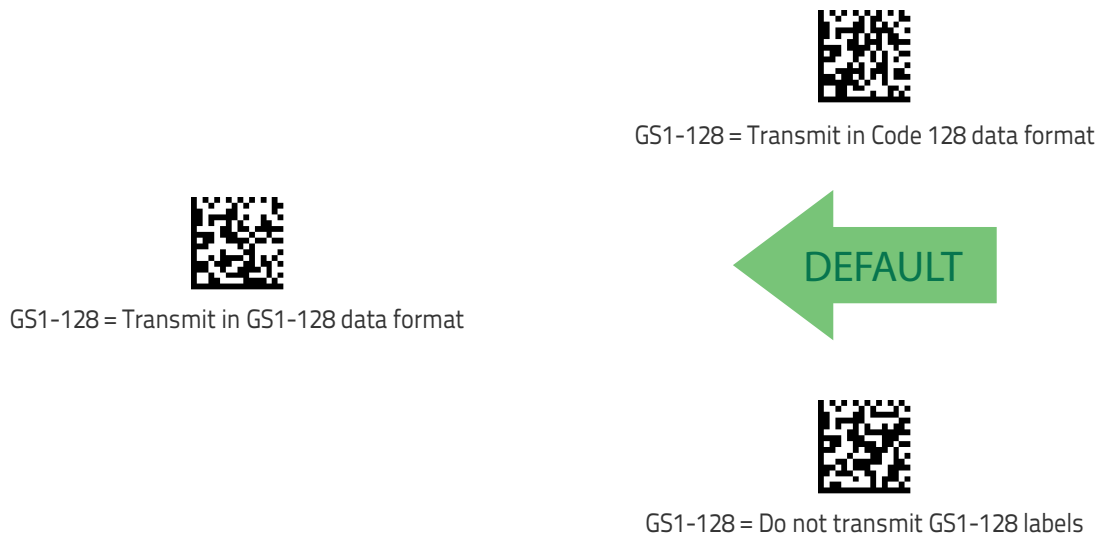 GS1-128 = Transmit in Code 128 data format
GS1-128 = Transmit in GS1-128 data format
DEFAULT
GS1-128 = Do not transmit GS1-128 labels